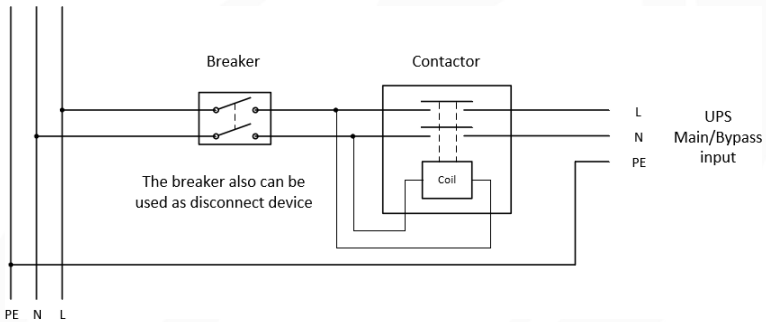 Breaker
Contactor
L
N
PE
UPS
Main/Bypass
input
Coil
The breaker also can be
used as disconnect device
PE N L